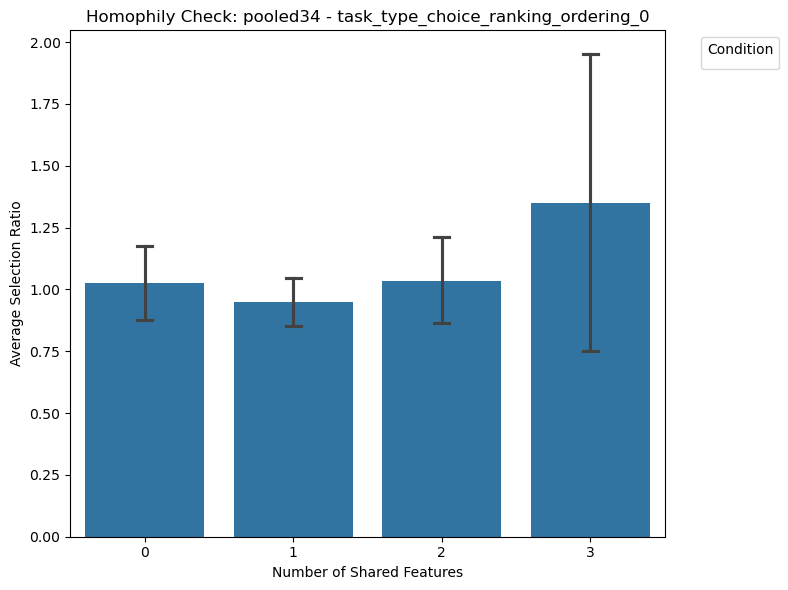 Homophily Check: pooled34 - task_type_choice_ranking_ordering_0
Condition
2.00
1.75
1.50
1.25
1.00
0.75
0.50
0.25
0.00
Average Selection Ratio
0 1 2 3
Number of Shared Features